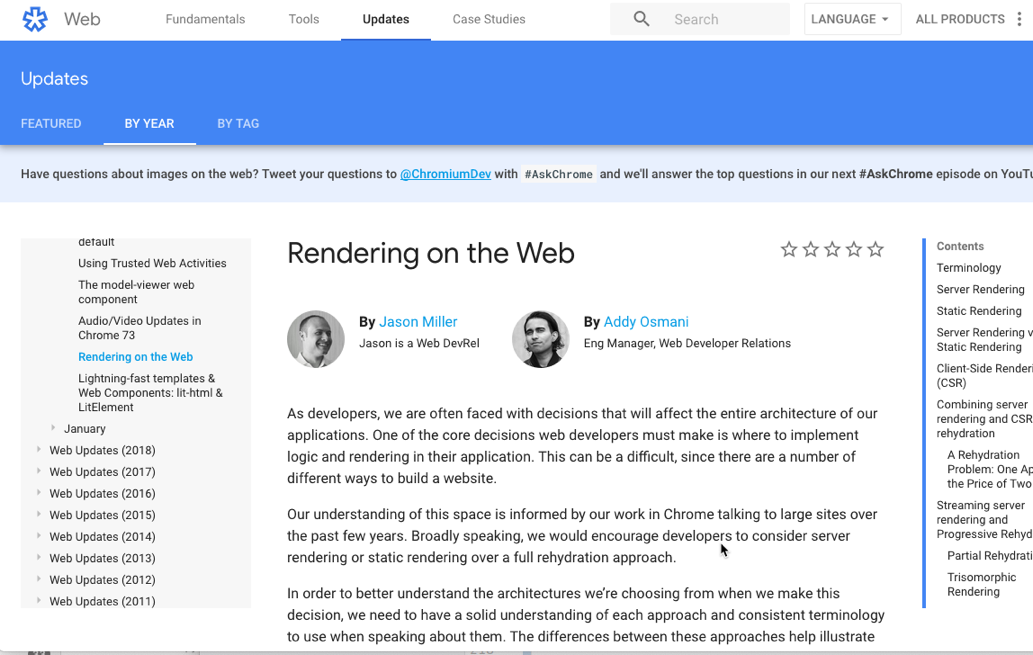 Web
Fundamentals
Tools
Updates
Case Studies
Search
LANGUAGE
ALL PRODUCTS
Updates
FEATURED
BY YEAR
BY TAG
Have questions about images on the web? Tweet your questions to @ChromiumDev with #AskChrome and we'll answer the top questions in our next #AskChrome episode on
default
Using Trusted Web Activities
The model-viewer web
component
Audio/Video Updates in
Chrome 73
Rendering on the Web
Lightning-fast templates &
Web Components: lit-html &
LitElement
January
Web Updates (2018)
Web Updates (2017)
Web Updates (2016)
Web Updates (2015)
Web Updates (2014)
Web Updates (2013)
Web Updates (2012)
Web Updates (2011)
Rendering on the Web
By Jason Miller
Jason is a Web DevRel
By Addy Osmani
Eng Manager, Web Developer Relations
As developers, we are often faced with decisions that will affect the entire architecture of our
applications. One of the core decisions web developers must make is where to implement
logic and rendering in their application. This can be a difficult, since there are a number of
different ways to build a website.
Our understanding of this space is informed by our work in Chrome talking to large sites over
the past few years. Broadly speaking, we would encourage developers to consider server
rendering or static rendering over a full rehydration approach.
In order to better understand the architectures we're choosing from when we make this
decision, we need to have a solid understanding of each approach and consistent terminology
to use when speaking about them. The differences between these approaches help illustrate
Contents
Terminology
Server Rendering
Static Rendering
Server Rendering v
Static Rendering
Client-Side Renderi
(CSR)
Combining server
rendering and CSR
rehydration
A Rehydration
Problem: One Ap
the Price of Two
Streaming server
rendering and
Progressive Rehyd
Partial Rehydrati
Trisomorphic
Rendering